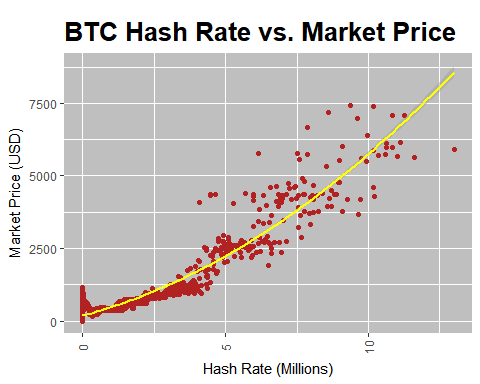 BTC Hash Rate vs. Market Price
Market Price (USD)
7500
5000
2500
0
0
5
10
Hash Rate (Millions)